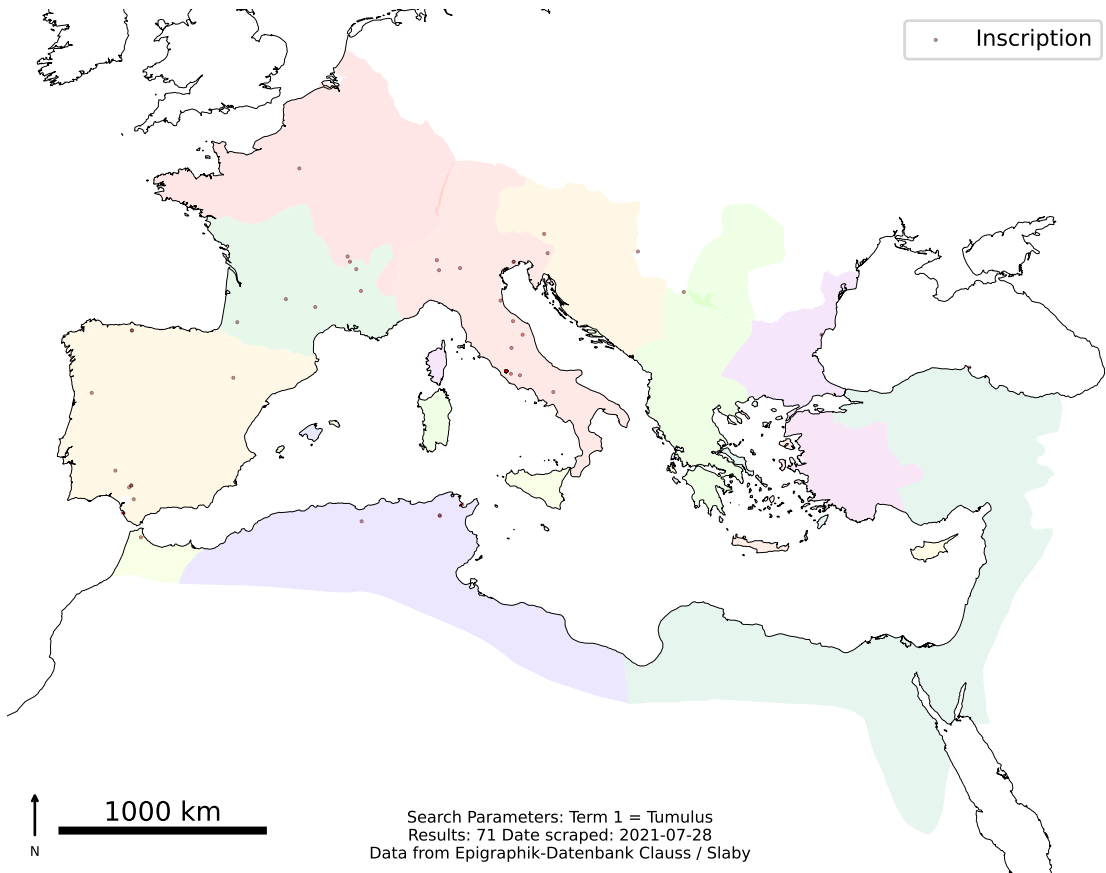 Inscription
1000 km
N
Search Parameters: Term 1 = Tumulus
Results: 71 Date scraped: 2021-07-28
Data from Epigraphik-Datenbank Clauss / Slaby